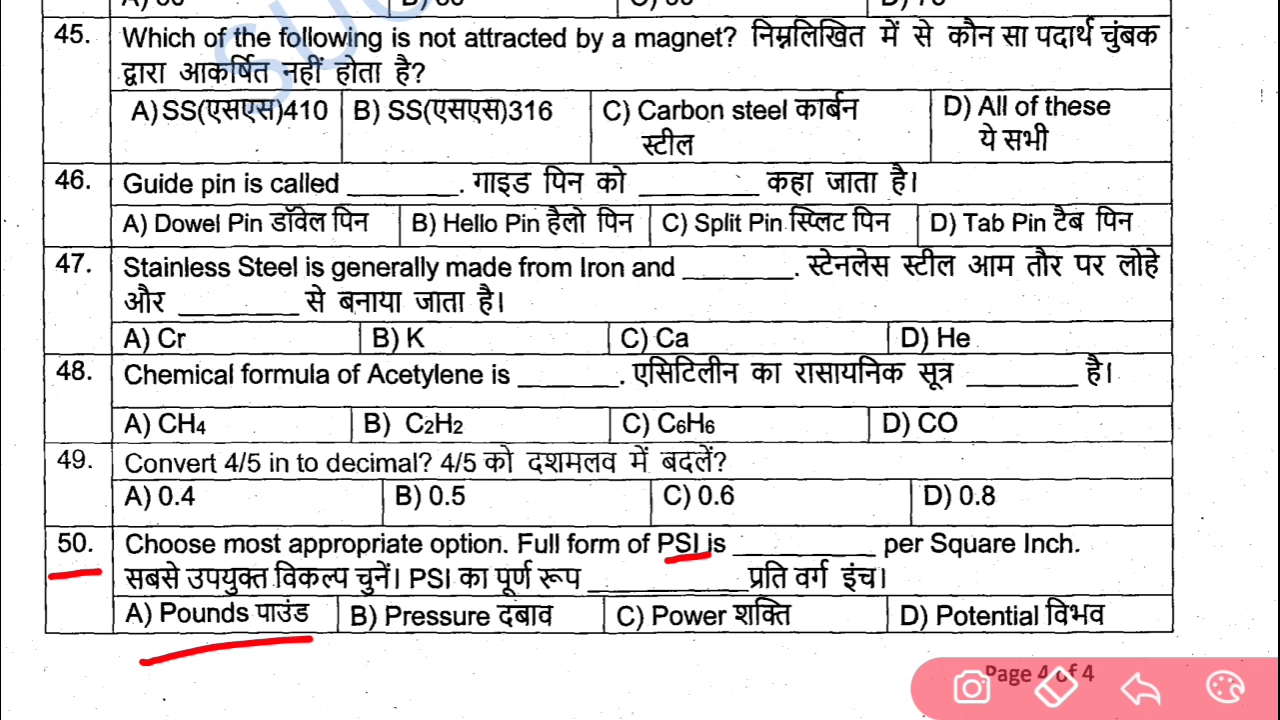 45. Which of the following is not attracted by a magnet? निम्नलिखित में से कौन सा पदार्थ चुंबक
द्वारा आकर्षित नहीं होता है?
A) SS(एसएस)410 B) SS(एसएस)316 C) Carbon steel कार्बन स्टील D) All of these ये सभी
46. Guide pin is called ________. गाइड पिन को _________ कहा जाता है।
A) Dowel Pin डॉवेल पिन B) Hello Pin हैलो पिन C) Split Pin स्प्लिट पिन D) Tab Pin टैब पिन
47. Stainless Steel is generally made from Iron and ________. स्टेनलेस स्टील आम तौर पर लोहे
और _________ से बनाया जाता है।
A) Cr B) K C) Ca D) He
48. Chemical formula of Acetylene is _______. एसिटिलीन का रासायनिक सूत्र ________ है।
A) CH4 B) C2H2 C) C6H6 D) CO
49. Convert 4/5 in to decimal? 4/5 को दशमलव में बदलें?
A) 0.4 B) 0.5 C) 0.6 D) 0.8
50. Choose most appropriate option. Full form of PSI is __________ per Square Inch.
सबसे उपयुक्त विकल्प चुनें। PSI का पूर्ण रूप ___________ प्रति वर्ग इंच।
A) Pounds पाउंड B) Pressure दबाव C) Power शक्ति D) Potential विभव
Page 4 of 4